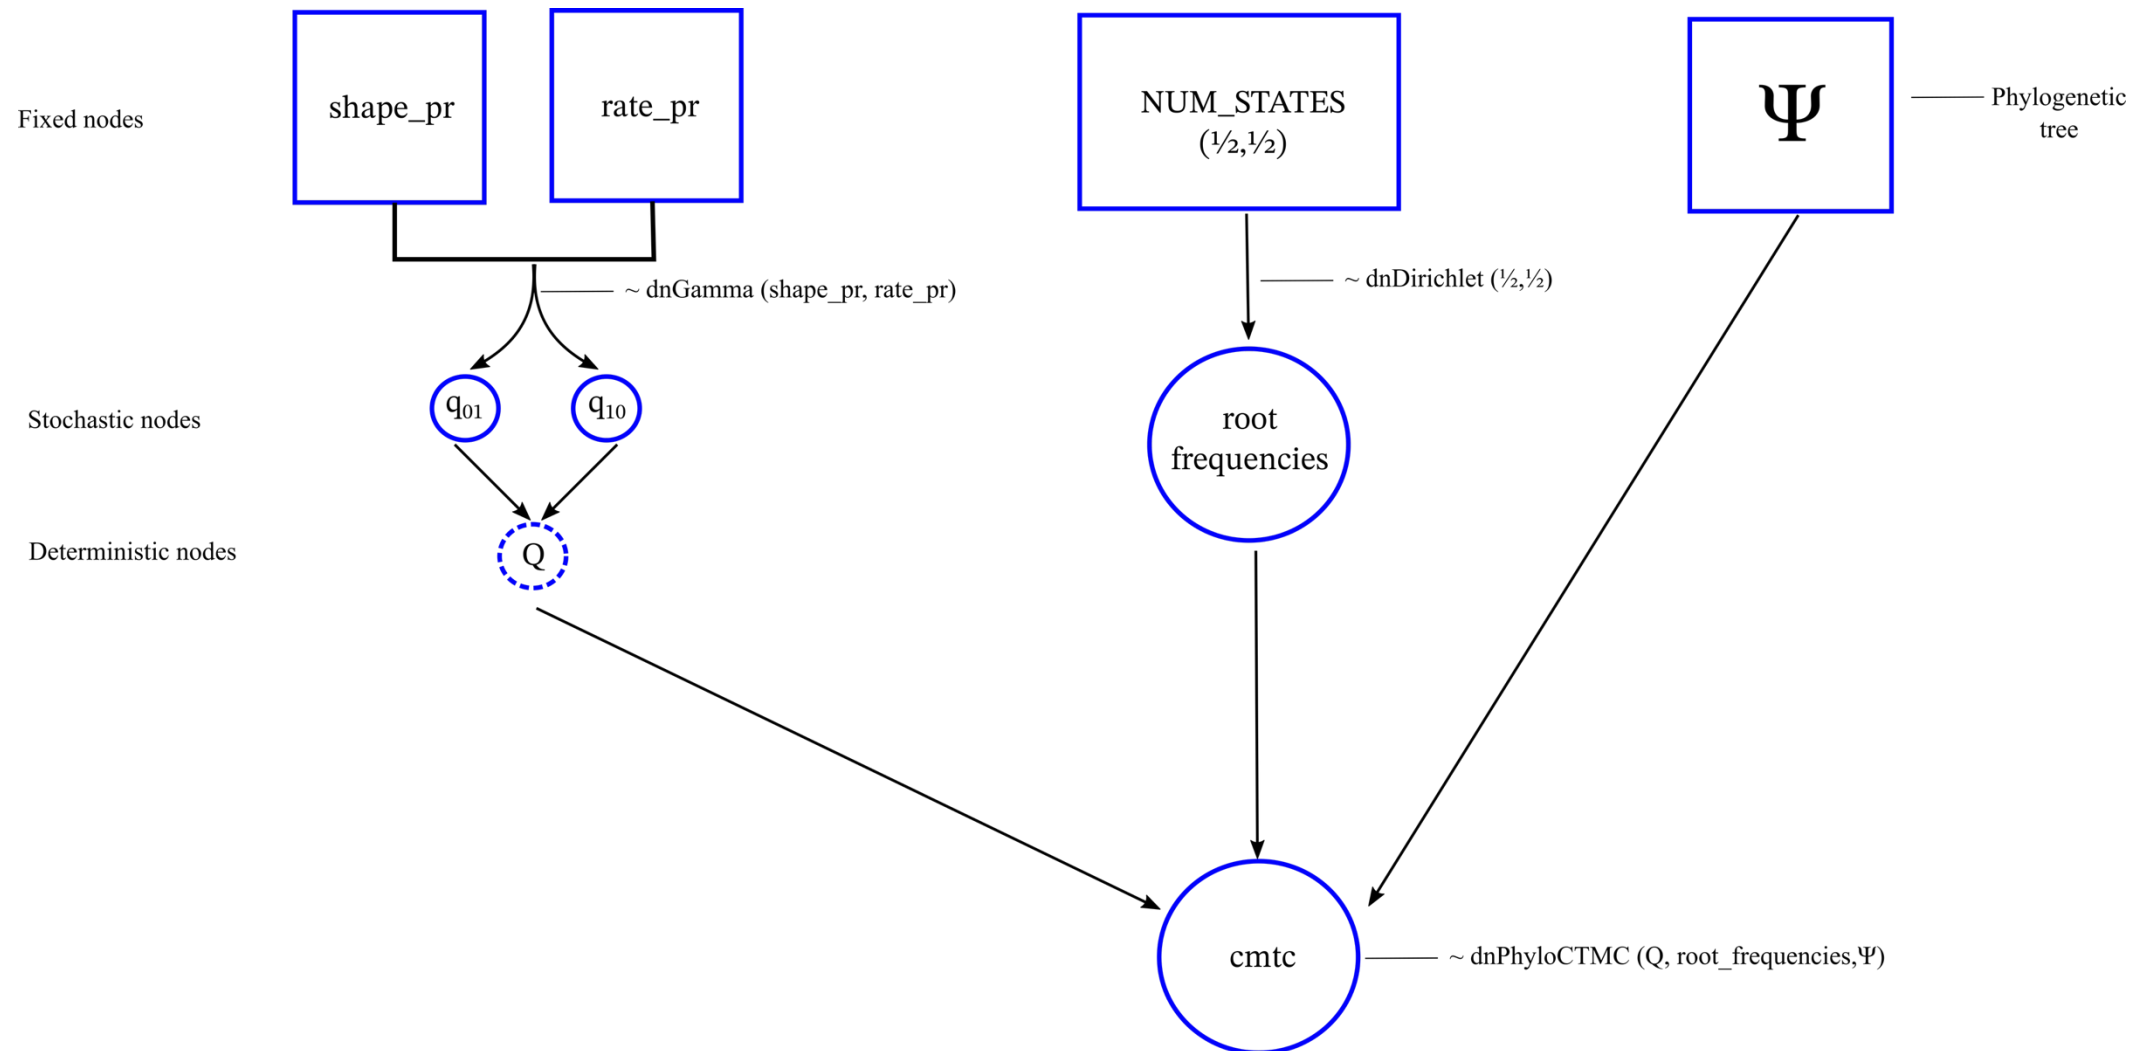 Fixed nodes
shape_pr
rate_pr
NUM_STATES
(½,½)
Ψ
Phylogenetic
tree
~ dnGamma (shape_pr, rate_pr)
~ dnDirichlet (½,½)
Stochastic nodes
q₀₁
q₁₀
root
frequencies
Deterministic nodes
Q
cmtc
~ dnPhyloCTMC (Q, root_frequencies,Ψ)